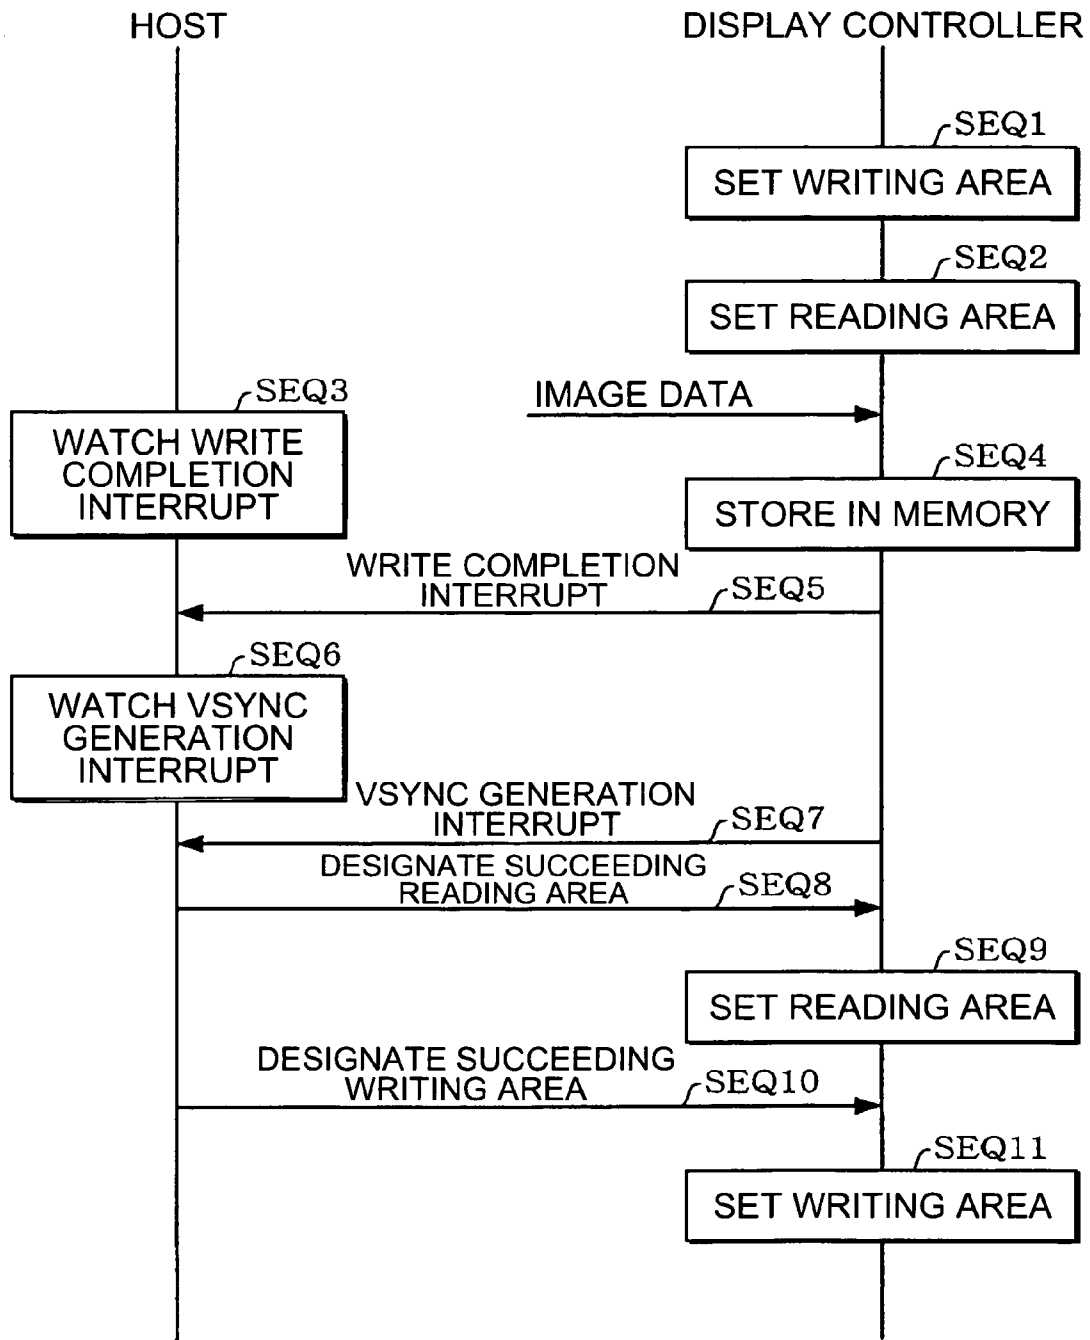 HOST
DISPLAY CONTROLLER
SEQ1
SET WRITING AREA
SEQ2
SET READING AREA
IMAGE DATA
SEQ3
WATCH WRITE
COMPLETION
INTERRUPT
SEQ4
STORE IN MEMORY
WRITE COMPLETION
INTERRUPT
SEQ5
SEQ6
WATCH VSYNC
GENERATION
INTERRUPT
VSYNC GENERATION
INTERRUPT
SEQ7
DESIGNATE SUCCEEDING
READING AREA
SEQ8
SEQ9
SET READING AREA
DESIGNATE SUCCEEDING
WRITING AREA
SEQ10
SEQ11
SET WRITING AREA